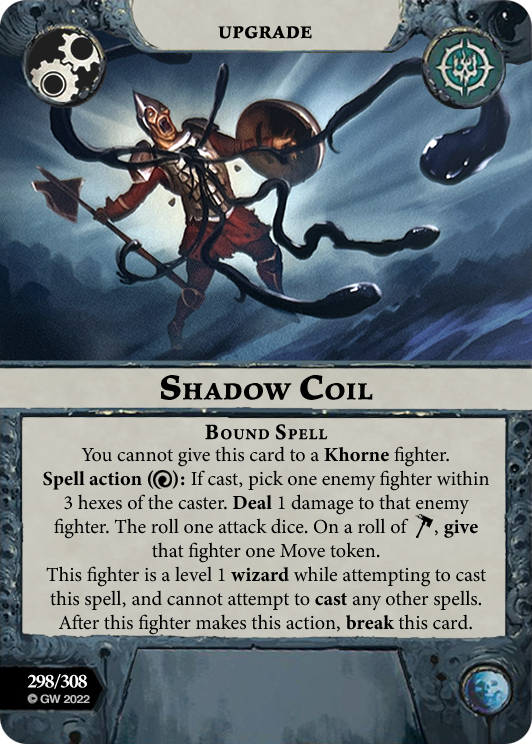 UPGRADE
Shadow Coil
Bound Spell
You cannot give this card to a Khorne fighter.
Spell action ( ): If cast, pick one enemy fighter within
3 hexes of the caster. Deal 1 damage to that enemy
fighter. The roll one attack dice. On a roll of , give
that fighter one Move token.
This fighter is a level 1 wizard while attempting to cast
this spell, and cannot attempt to cast any other spells.
After this fighter makes this action, break this card.
298/308
© GW 2022